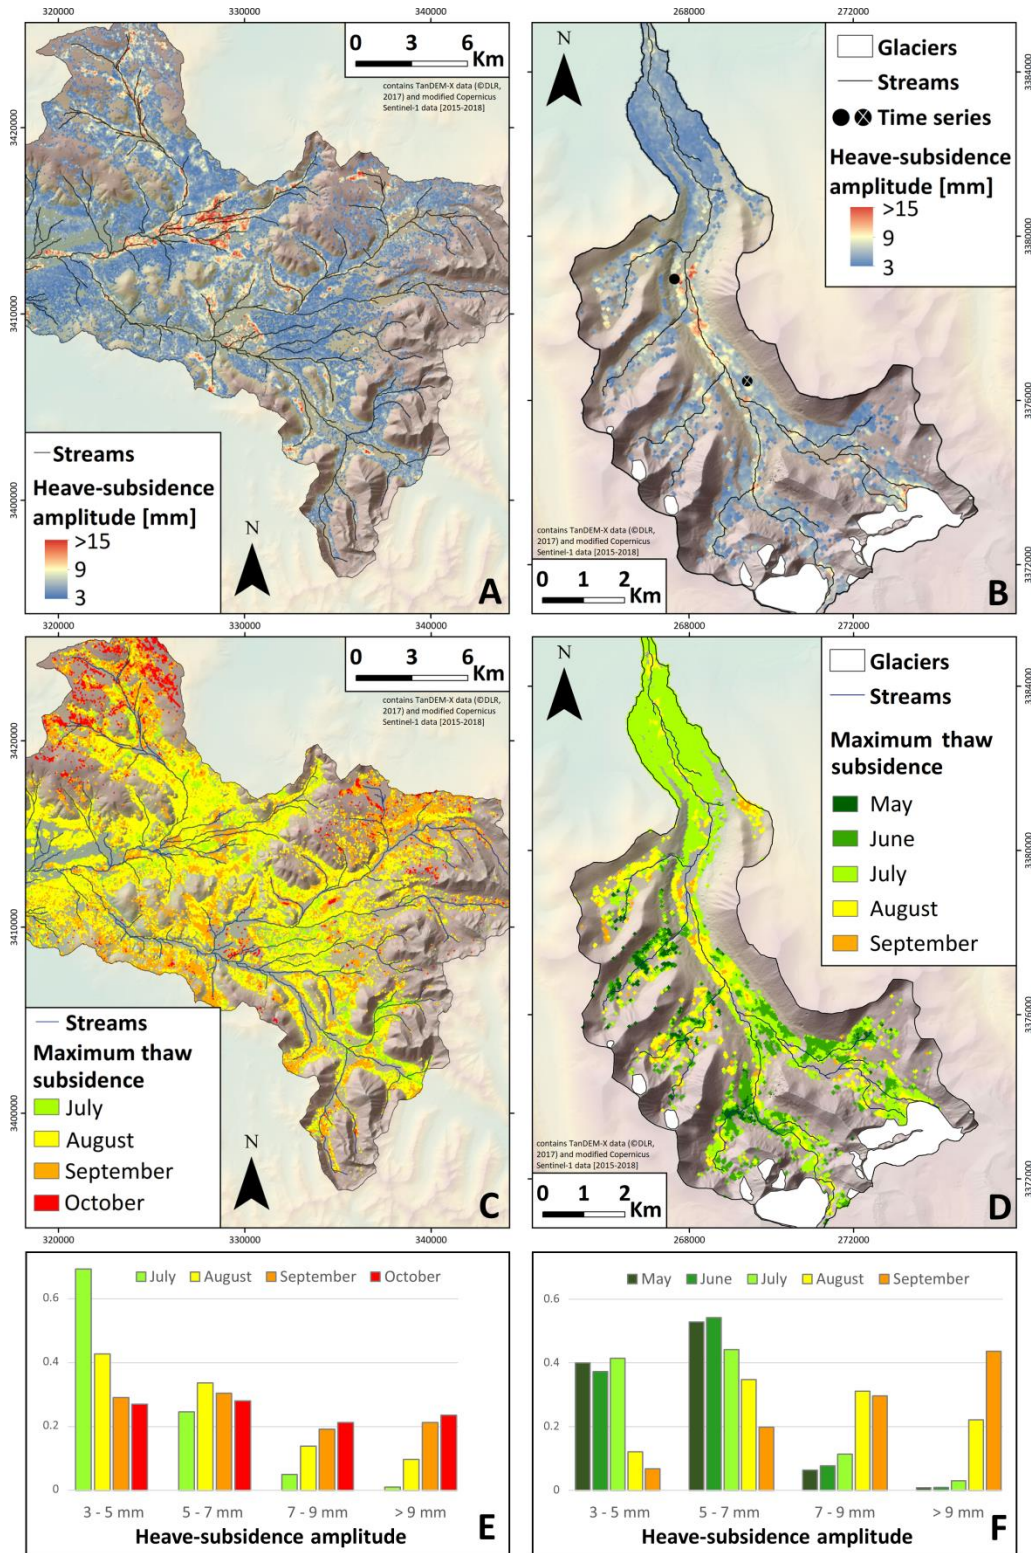 320000
330000
340000
3420000
3410000
3400000
0 3 6
Km
contains TanDEM-X data (©DLR,
2017) and modified Copernicus
Sentinel-1 data [2015-2018]
Streams
Heave-subsidence
amplitude [mm]
>15
9
3
N
A
268000
272000
3384000
3380000
3376000
3372000
N
Glaciers
Streams
Time series
Heave-subsidence
amplitude [mm]
>15
9
3
contains TanDEM-X data (©DLR,
2017) and modified Copernicus
Sentinel-1 data [2015-2018]
0 1 2
Km
B
320000
330000
340000
3420000
3410000
3400000
0 3 6
Km
contains TanDEM-X data (©DLR,
2017) and modified Copernicus
Sentinel-1 data [2015-2018]
Streams
Maximum thaw
subsidence
July
August
September
October
N
C
320000
330000
340000
268000
272000
3384000
3380000
3376000
3372000
N
Glaciers
Streams
Maximum thaw
subsidence
May
June
July
August
September
contains TanDEM-X data (©DLR,
2017) and modified Copernicus
Sentinel-1 data [2015-2018]
0 1 2
Km
D
268000
272000
July August September October
0.6
0.4
0.2
0
3 - 5 mm 5 - 7 mm 7 - 9 mm > 9 mm
Heave-subsidence amplitude
E
May June July August September
0.6
0.4
0.2
0
3 - 5 mm 5 - 7 mm 7 - 9 mm > 9 mm
Heave-subsidence amplitude
F